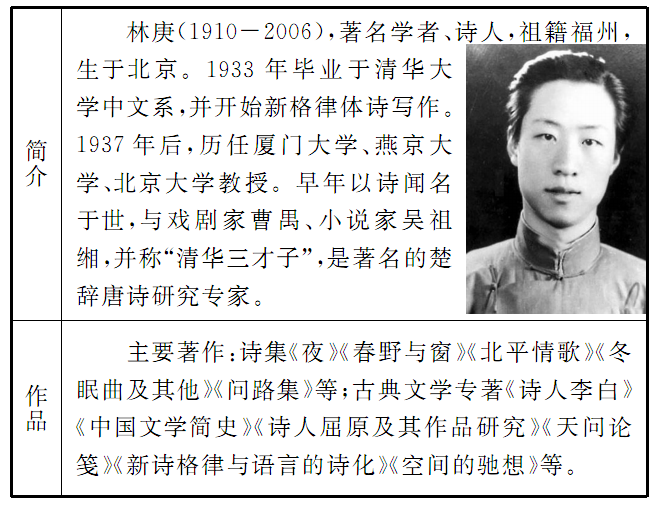 简介
林庚(1910－2006),著名学者、诗人,祖籍福州,
生于北京。1933 年毕业于清华大
学中文系,并开始新格律体诗写作。
1937 年后,历任厦门大学、燕京大
学、北京大学教授。早年以诗闻名
于世,与戏剧家曹禺、小说家吴祖
缃,并称“清华三才子”,是著名的楚
辞唐诗研究专家。
作品
主要著作:诗集《夜》《春野与窗》《北平情歌》《冬
眠曲及其他》《问路集》等;古典文学专著《诗人李白》
《中国文学简史》《诗人屈原及其作品研究》《天问论
笺》《新诗格律与语言的诗化》《空间的驰想》等。